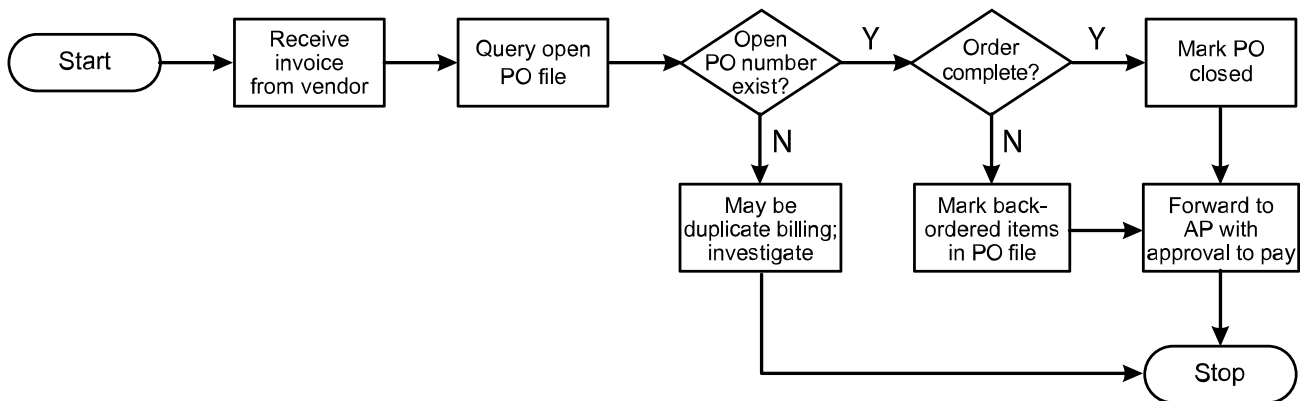 Start
Receive
invoice
from vendor
Query open
PO file
Open
PO number
exist?
Y
Order
complete?
Y
Mark PO
closed
N
N
May be
duplicate billing;
investigate
Mark back-
ordered items
in PO file
Forward to
AP with
approval to pay
Stop